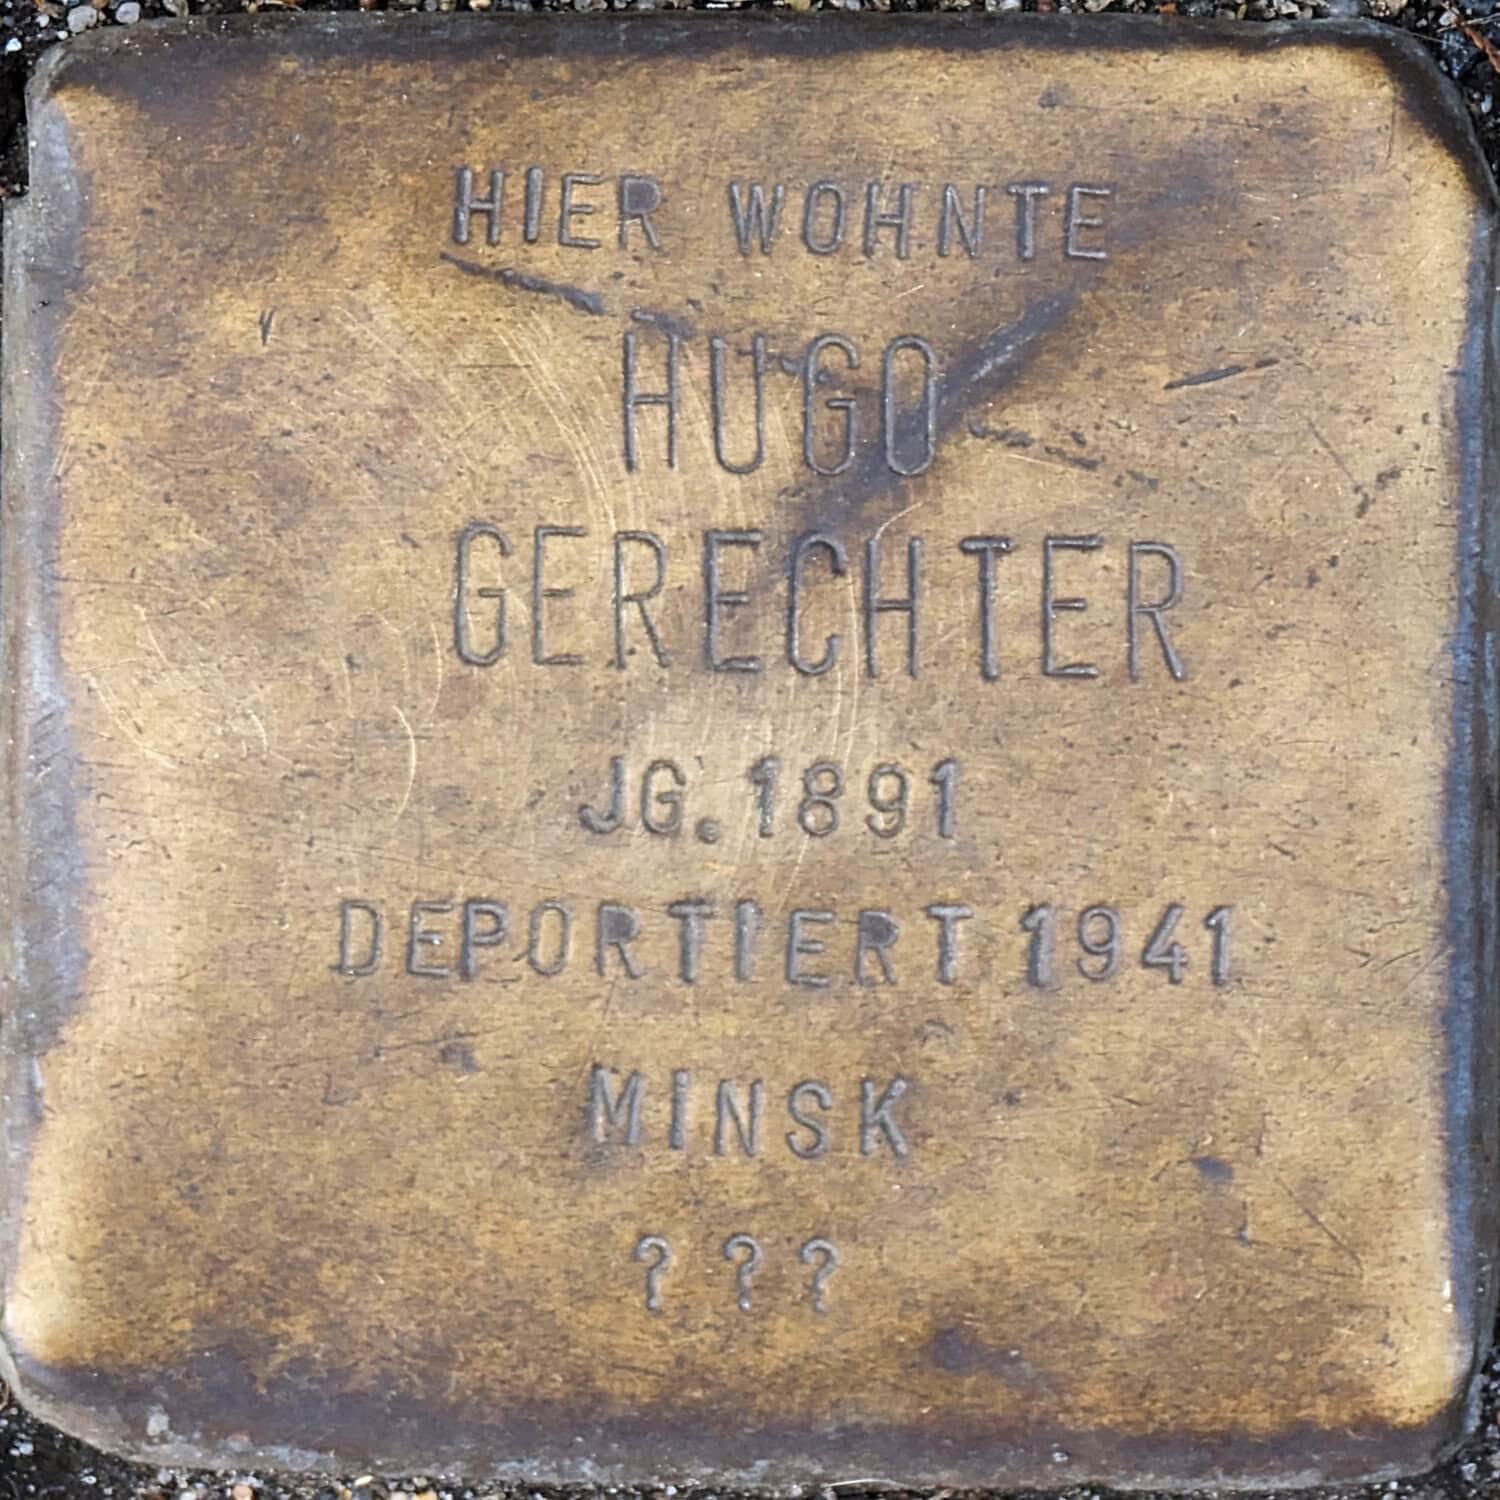 HIER WOHNTE
HUGO
GERECHTER
JG. 1891
DEPORTIERT 1941
MINSK
? ? ?